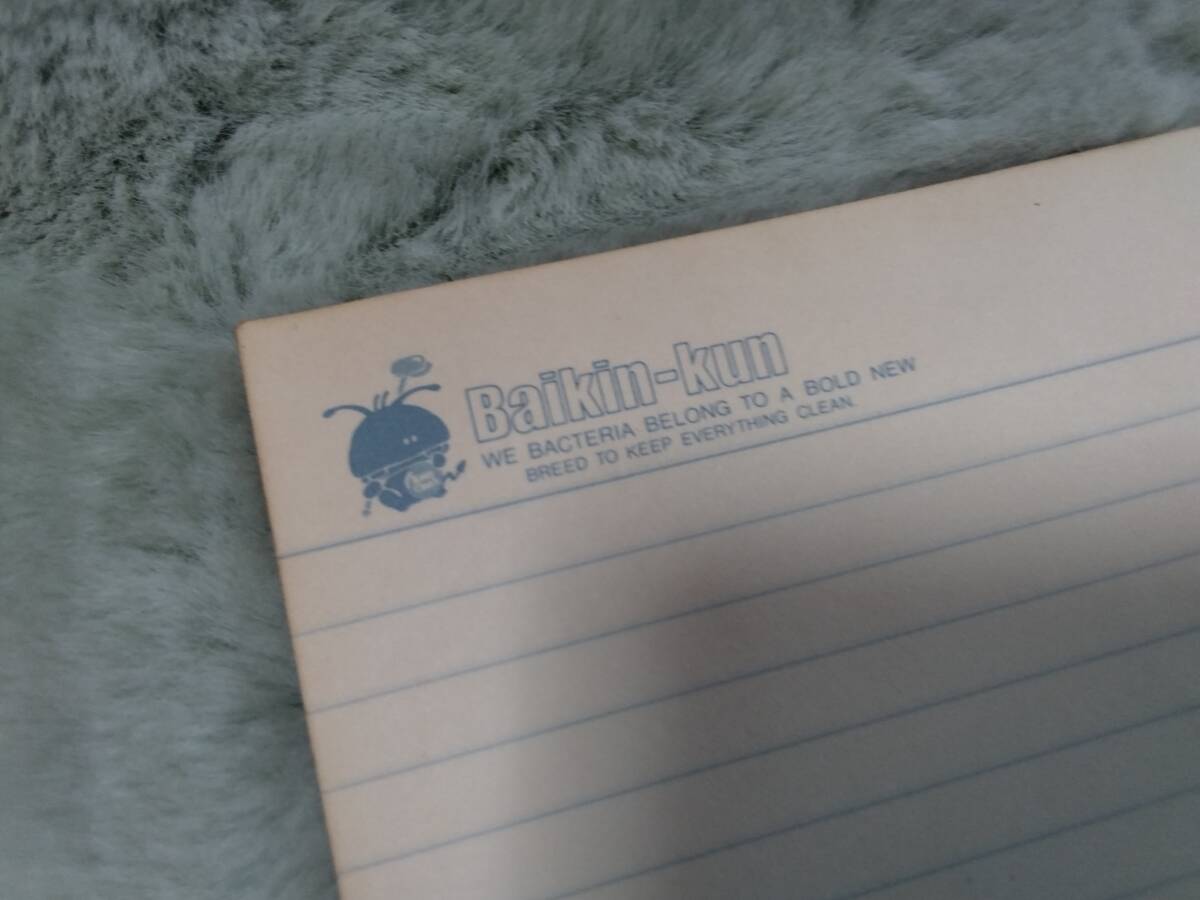 Baikin-kun
WE BACTERIA BELONG TO A BOLD NEW
BREED TO KEEP EVERYTHING CLEAN.